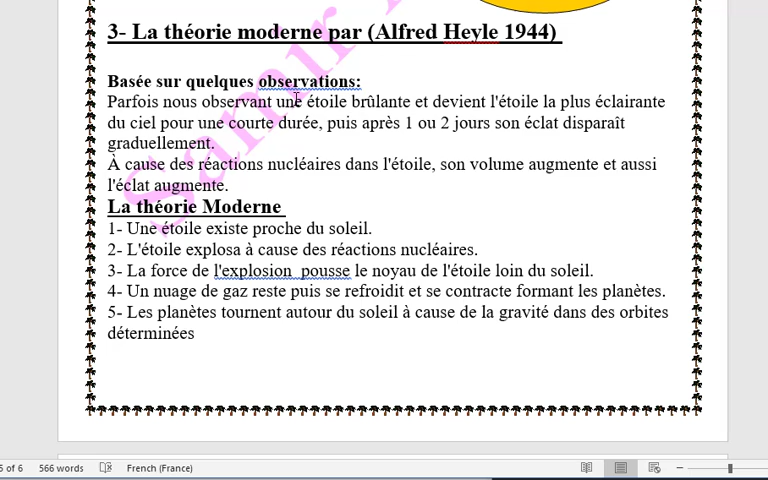 3- La théorie moderne par (Alfred Heyle 1944)
Basée sur quelques observations:
Parfois nous observant une étoile brûlante et devient l'étoile la plus éclairante
du ciel pour une courte durée, puis après 1 ou 2 jours son éclat disparaît
graduellement.
À cause des réactions nucléaires dans l'étoile, son volume augmente et aussi
l'éclat augmente.
La théorie Moderne
1- Une étoile existe proche du soleil.
2- L'étoile explosa à cause des réactions nucléaires.
3- La force de l'explosion pousse le noyau de l'étoile loin du soleil.
4- Un nuage de gaz reste puis se refroidit et se contracte formant les planètes.
5- Les planètes tournent autour du soleil à cause de la gravité dans des orbites
déterminées
Samir
of 6 566 words French (France)